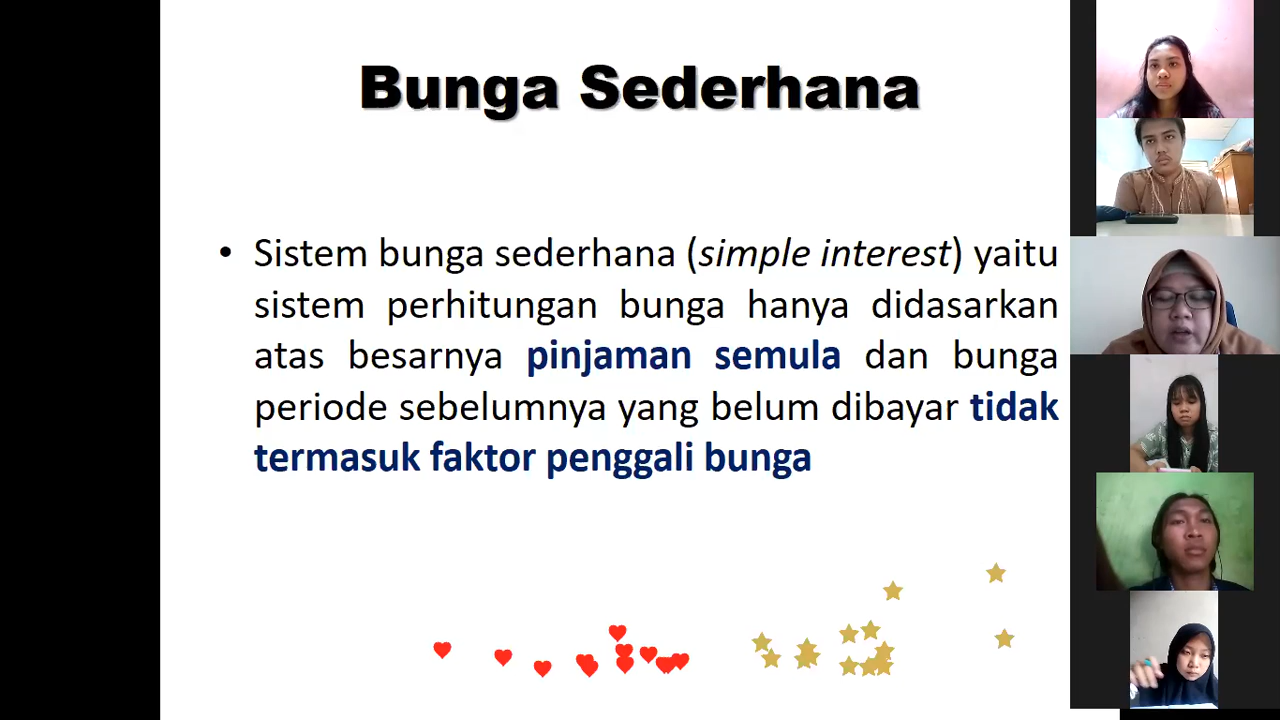 Bunga Sederhana
• Sistem bunga sederhana (simple interest) yaitu
sistem perhitungan bunga hanya didasarkan
atas besarnya pinjaman semula dan bunga
periode sebelumnya yang belum dibayar tidak
termasuk faktor penggali bunga